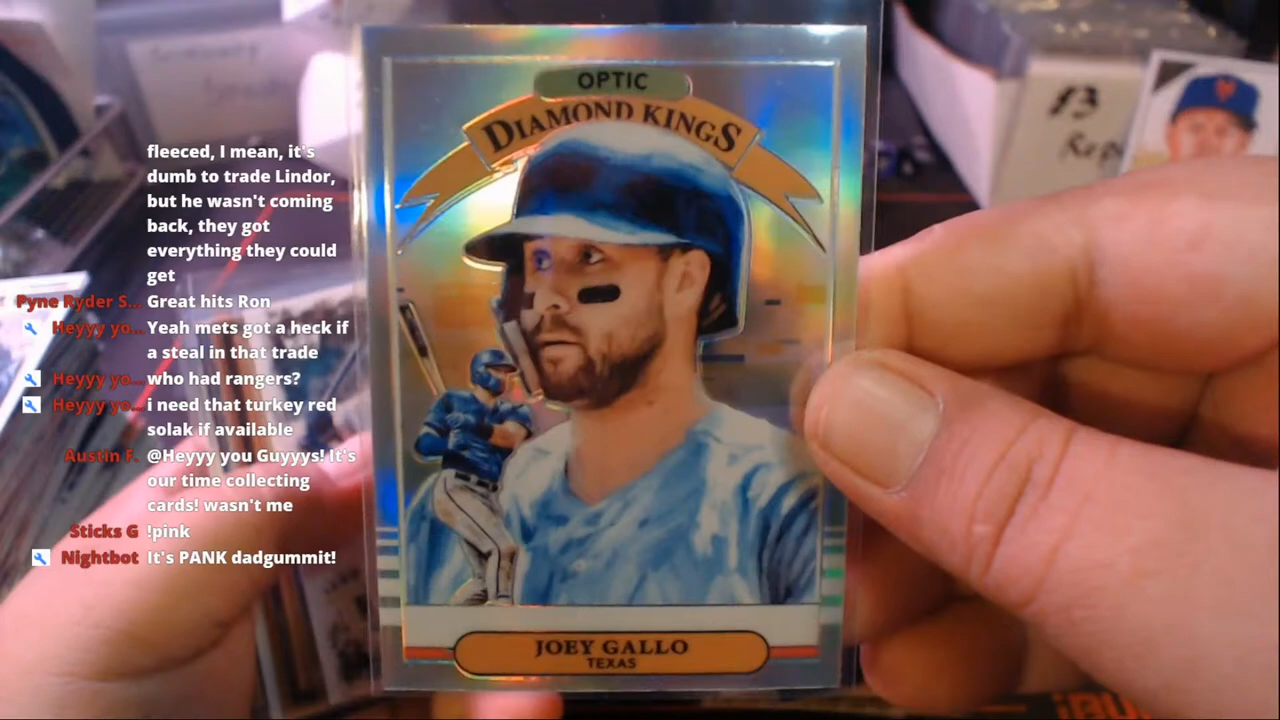 fleeced, I mean, it's
dumb to trade Lindor,
but he wasn't coming
back, they got
everything they could
get
Pyne Ryder S... Great hits Ron
Heyyy yo... Yeah mets got a heck if
a steal in that trade
Heyyy yo... who had rangers?
Heyyy yo... i need that turkey red
solak if available
Austin F. @Heyyy you Guyyys! It's
our time collecting
cards! wasn't me
Sticks G !pink
Nightbot It's PANK dadgummit!
OPTIC
DIAMOND KINGS
JOEY GALLO
TEXAS